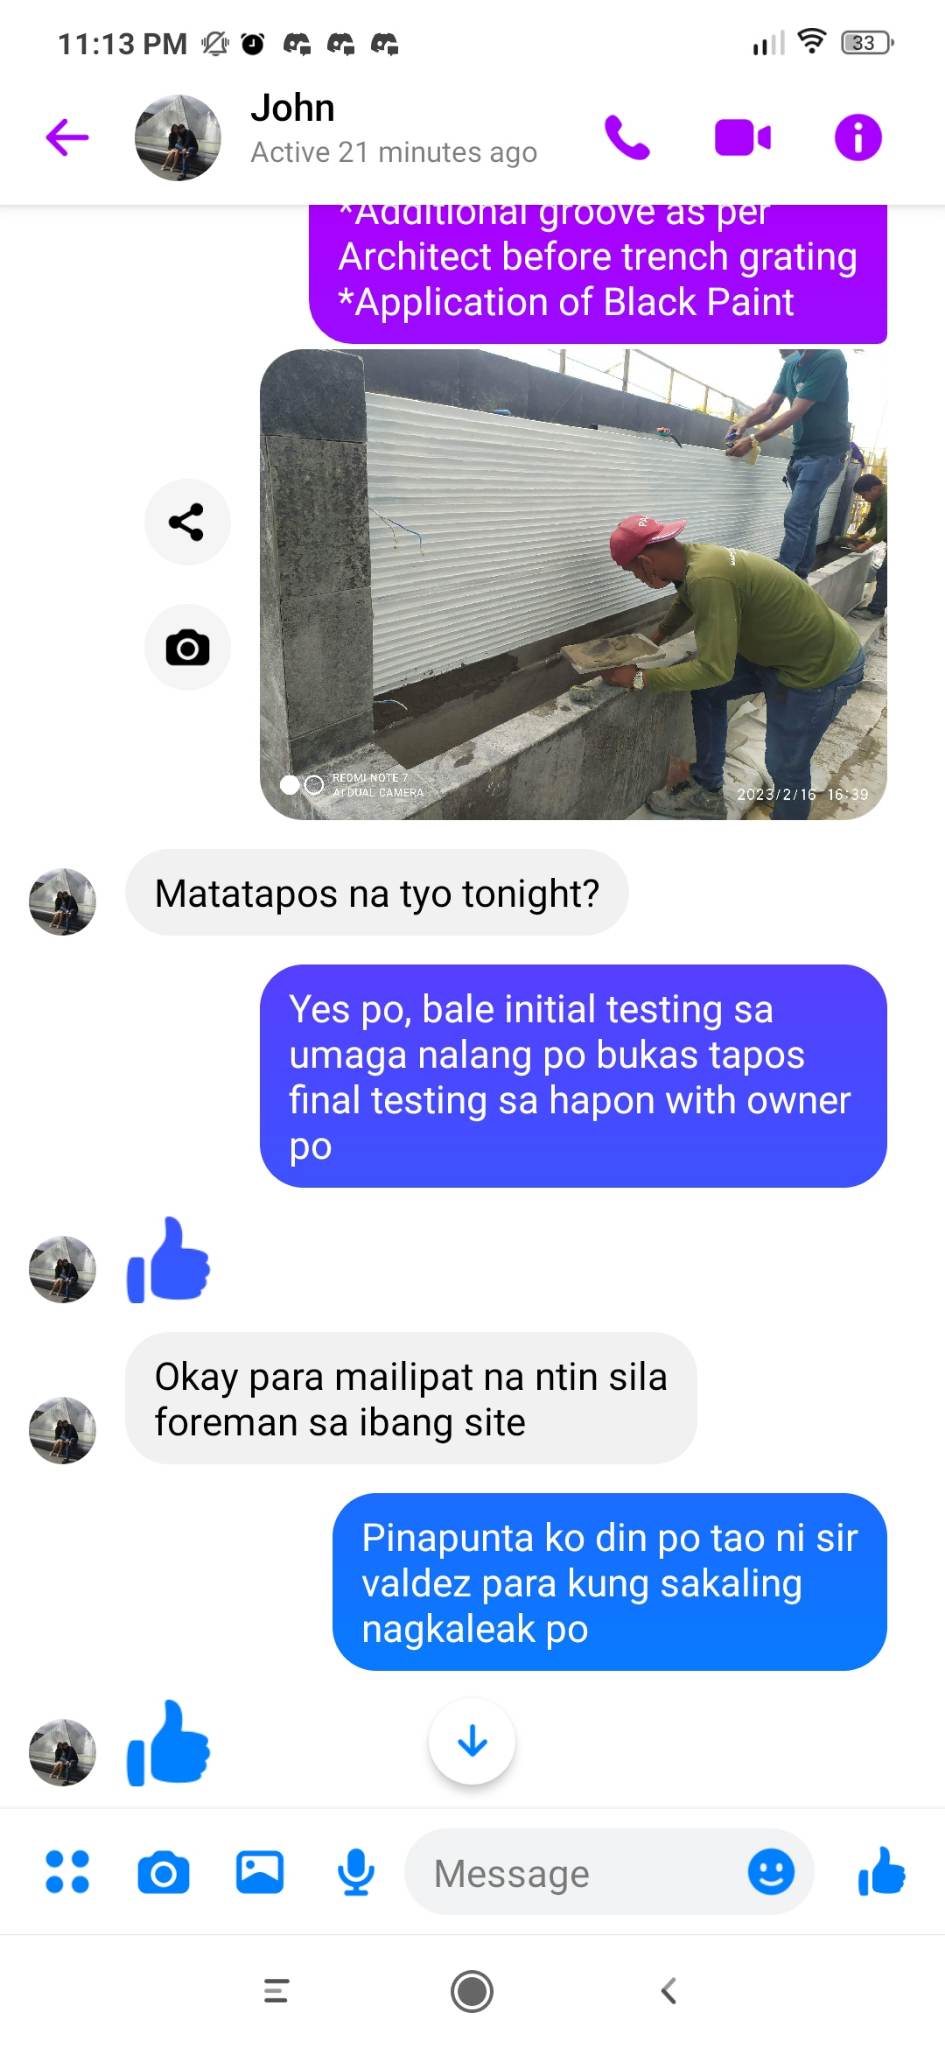 11:13 PM
33
John
Active 21 minutes ago
*Additional groove as per
Architect before trench grating
*Application of Black Paint
REDMI NOTE 7
AI DUAL CAMERA
2023/2/16 16:39
Matatapos na tyo tonight?
Yes po, bale initial testing sa
umaga nalang po bukas tapos
final testing sa hapon with owner
po
Okay para mailipat na ntin sila
foreman sa ibang site
Pinapunta ko din po tao ni sir
valdez para kung sakaling
nagkaleak po
Message